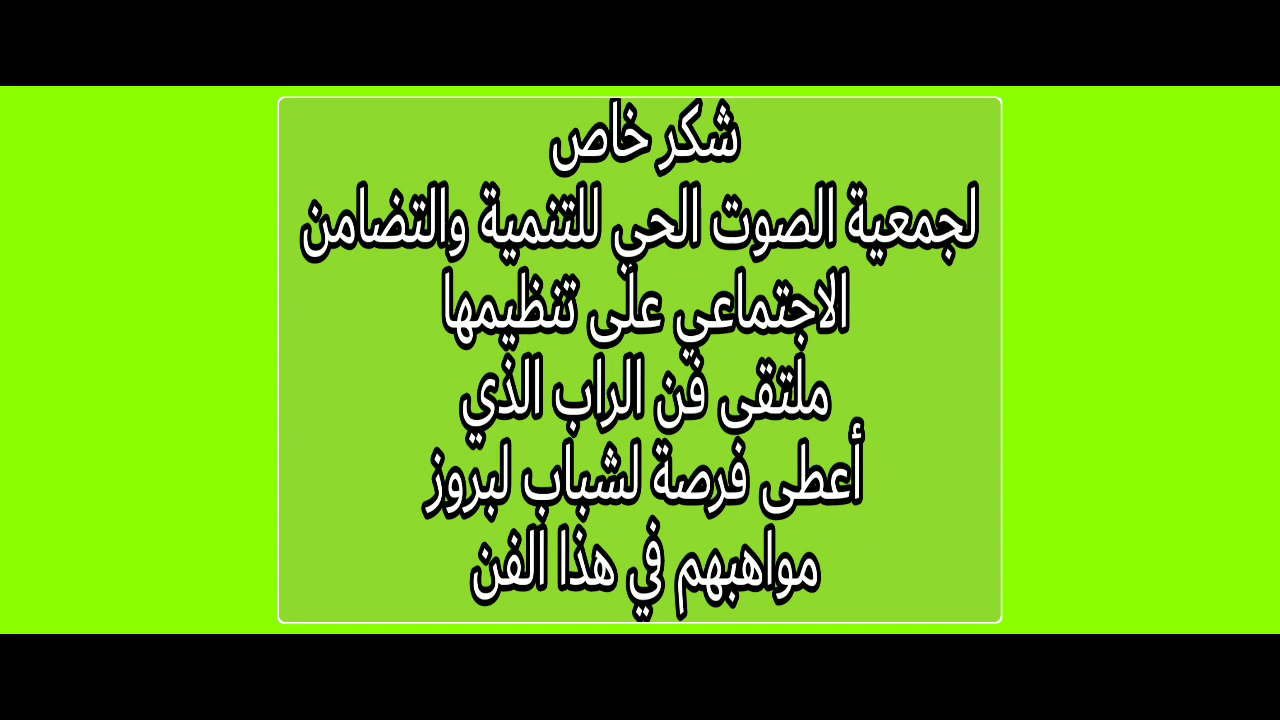 شكر خاص
لجمعية الصوت الحي للتنمية والتضامن
الاجتماعي على تنظيمها
ملتقى فن الراب الذي
أعطى فرصة لشباب لبروز
مواهبهم في هذا الفن